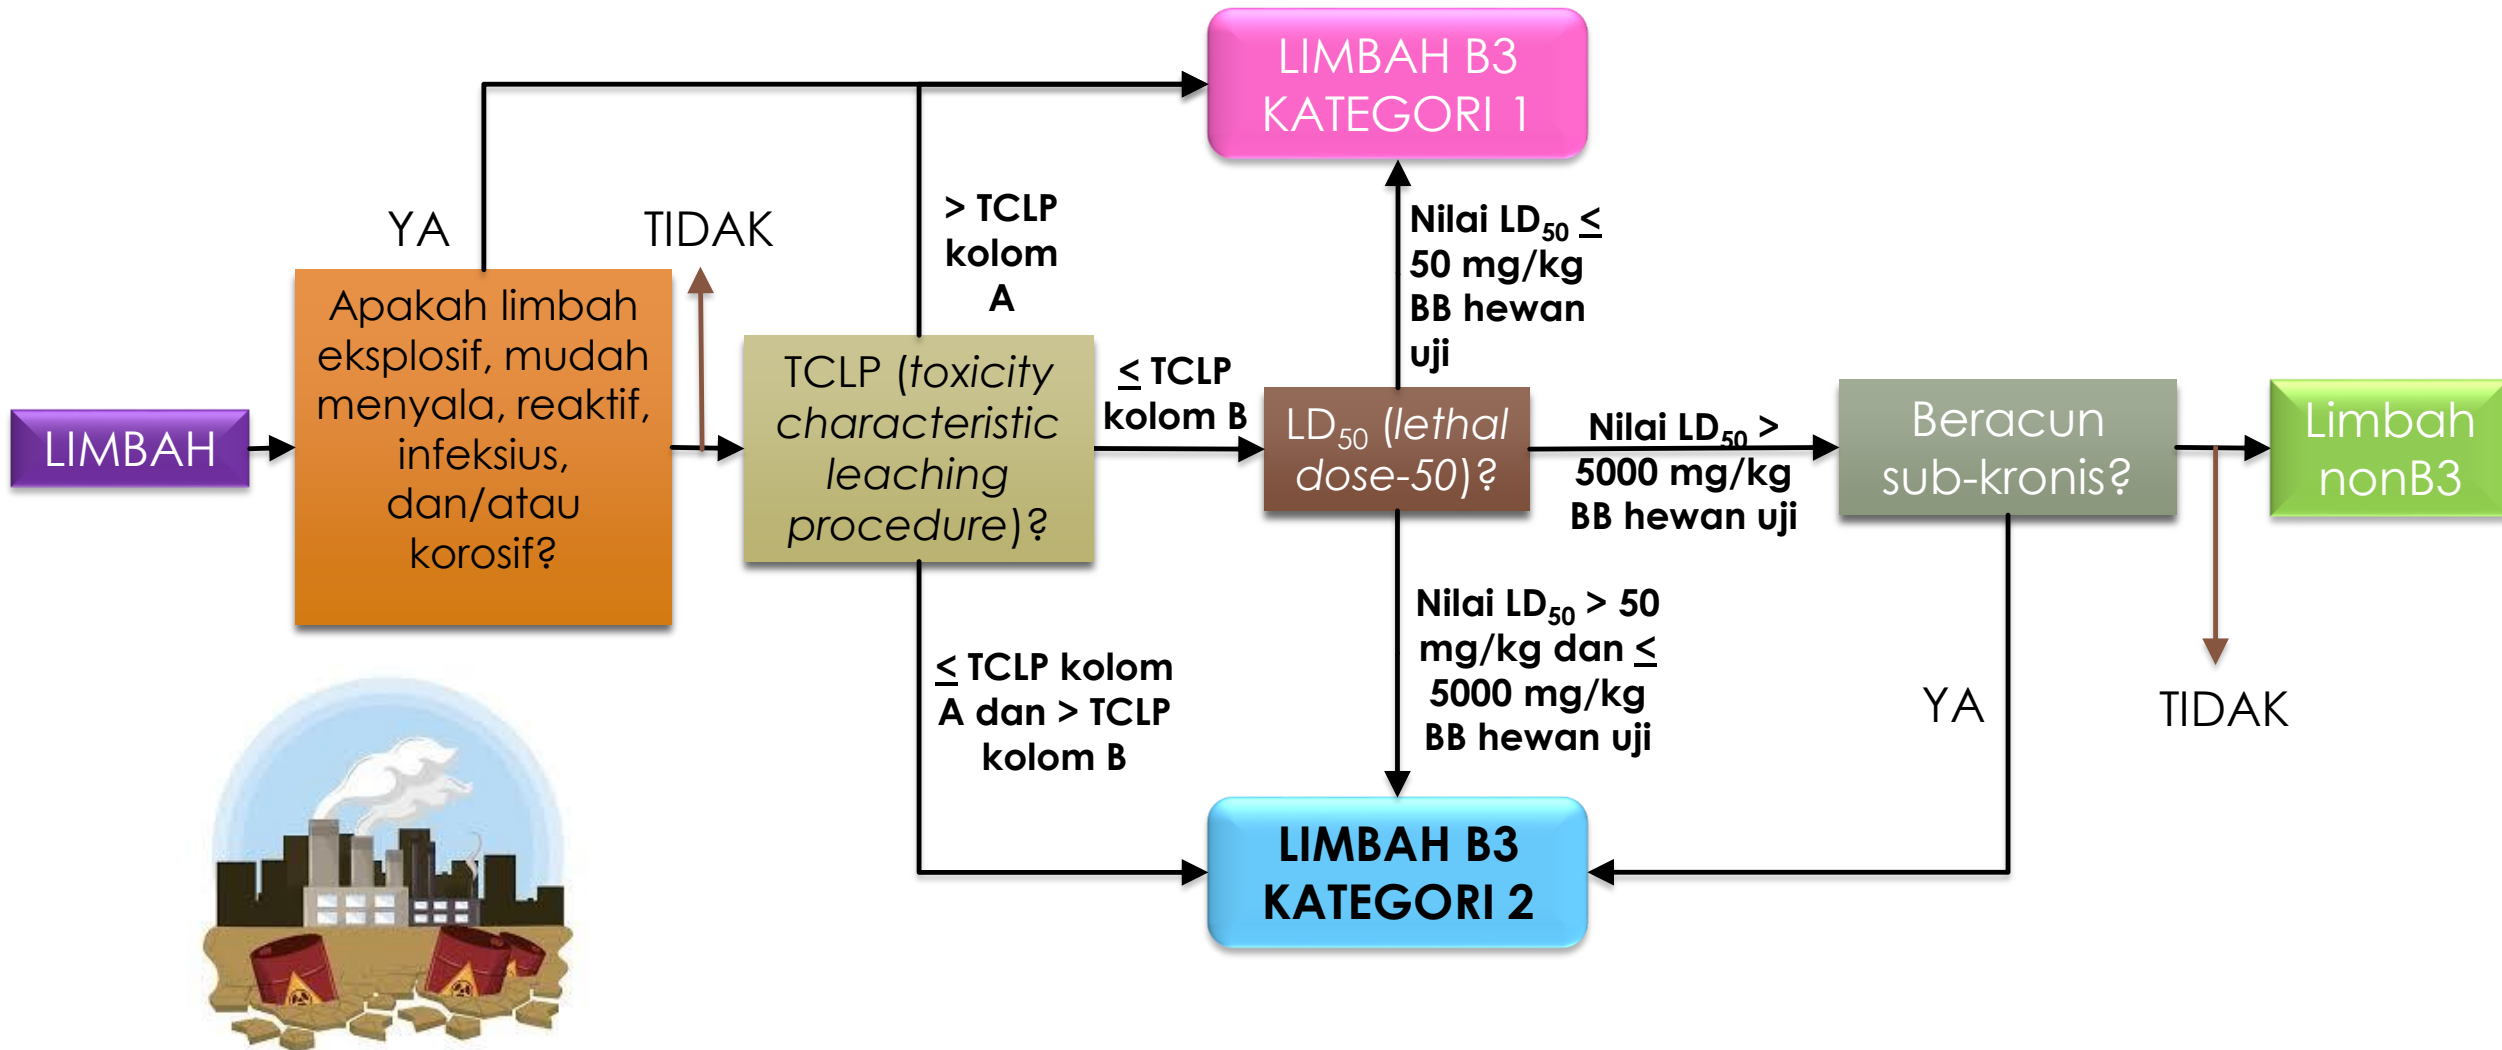 LIMBAH B3
KATEGORI 1
YA
TIDAK
> TCLP
kolom
A
Nilai LD₅₀ ≤
50 mg/kg
BB hewan
uji
LIMBAH
Apakah limbah
eksplosif, mudah
menyala, reaktif,
infeksius,
dan/atau
korosif?
TCLP (toxicity
characteristic
leaching
procedure)?
≤ TCLP
kolom B
LD₅₀ (lethal
dose-50)?
Nilai LD₅₀ >
5000 mg/kg
BB hewan uji
Beracun
sub-kronis?
Limbah
nonB3
≤ TCLP kolom
A dan > TCLP
kolom B
Nilai LD₅₀ > 50
mg/kg dan ≤
5000 mg/kg
BB hewan uji
YA
TIDAK
LIMBAH B3
KATEGORI 2